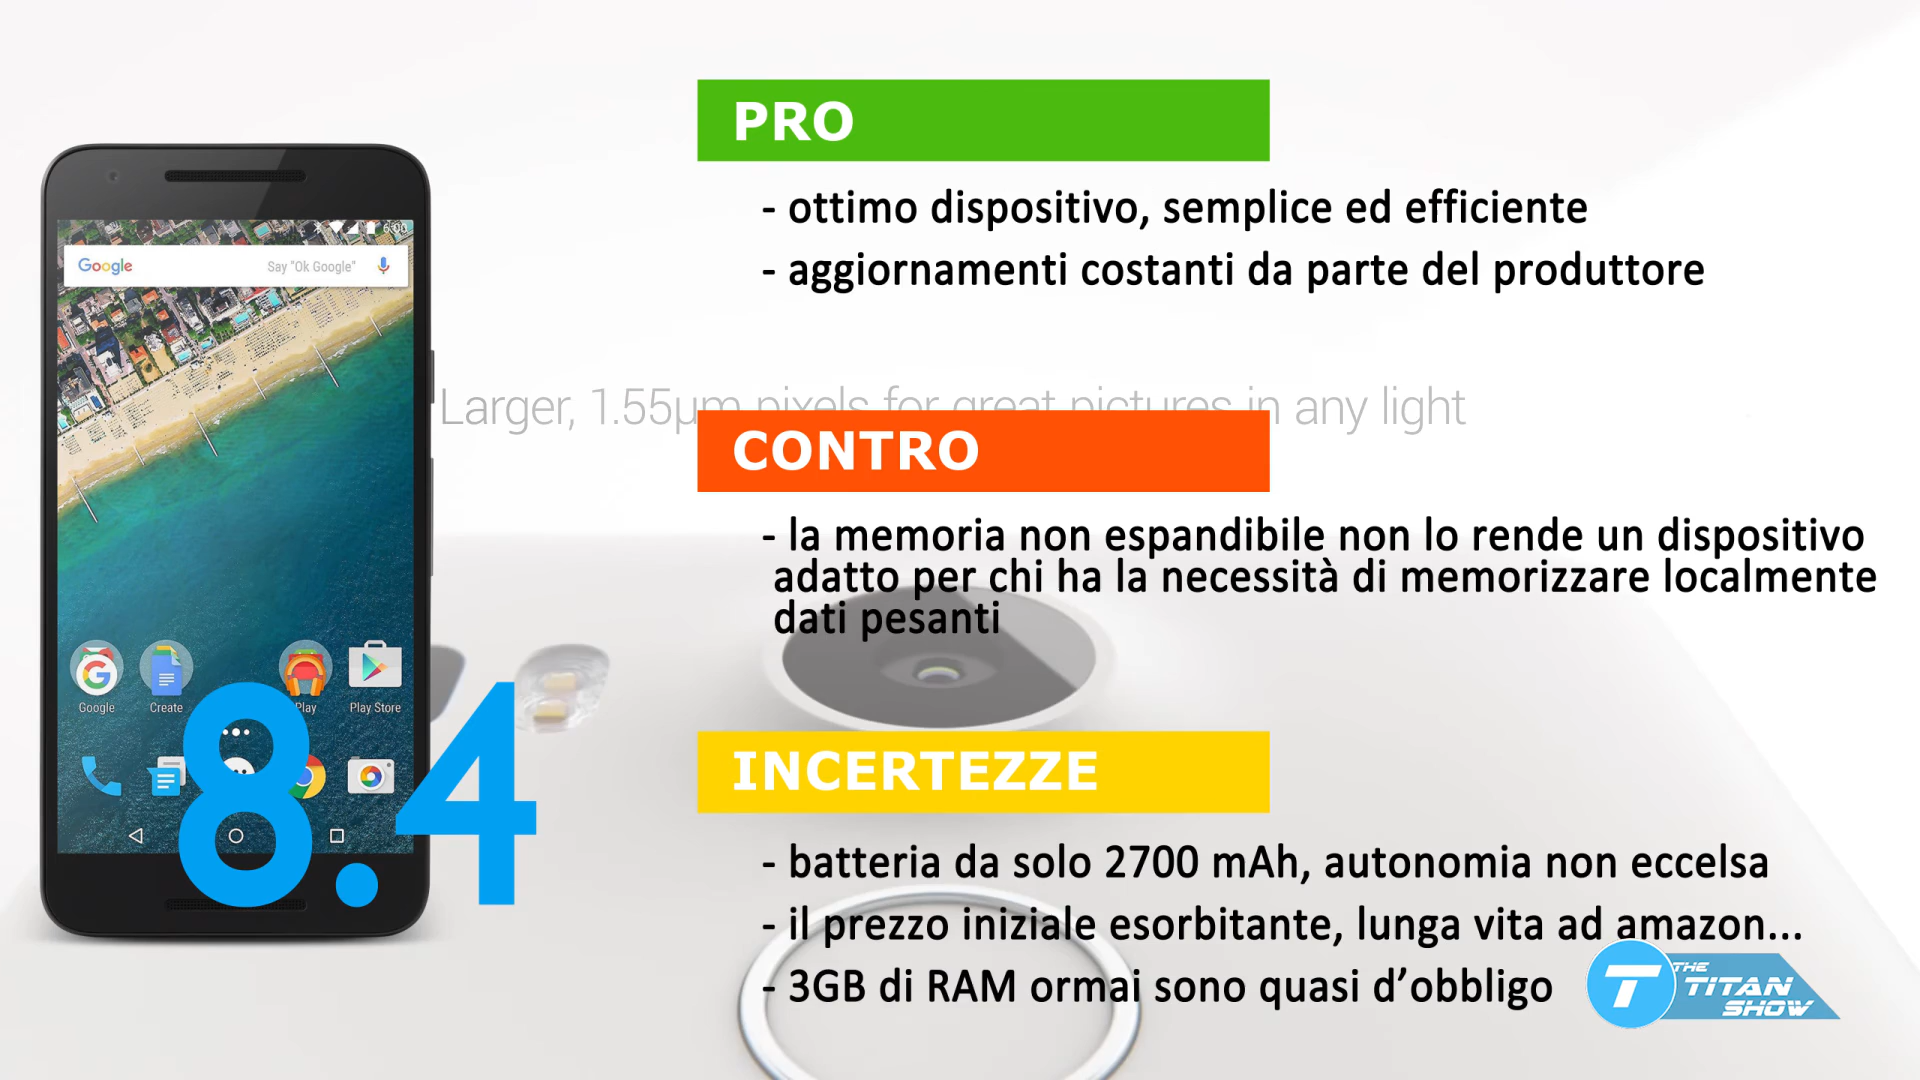 PRO
- ottimo dispositivo, semplice ed efficiente
- aggiornamenti costanti da parte del produttore
Larger, 1.55µm pixels for great pictures in any light
CONTRO
- la memoria non espandibile non lo rende un dispositivo
adatto per chi ha la necessità di memorizzare localmente
dati pesanti
INCERTEZZE
- batteria da solo 2700 mAh, autonomia non eccelsa
- il prezzo iniziale esorbitante, lunga vita ad amazon...
- 3GB di RAM ormai sono quasi d’obbligo
6:00
Google
Say "Ok Google"
Google
Create
Play
Play Store
8.4
T THE
TITAN
SHOW